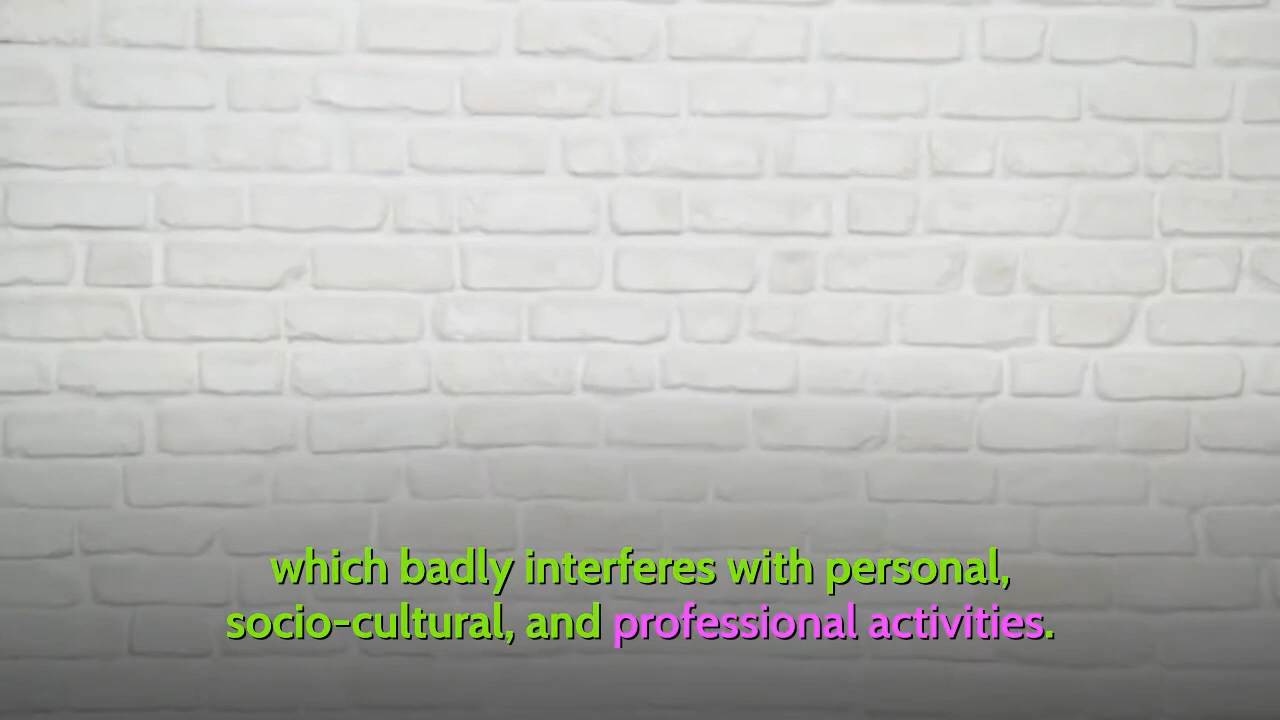 which badly interferes with personal,
socio-cultural, and professional activities.